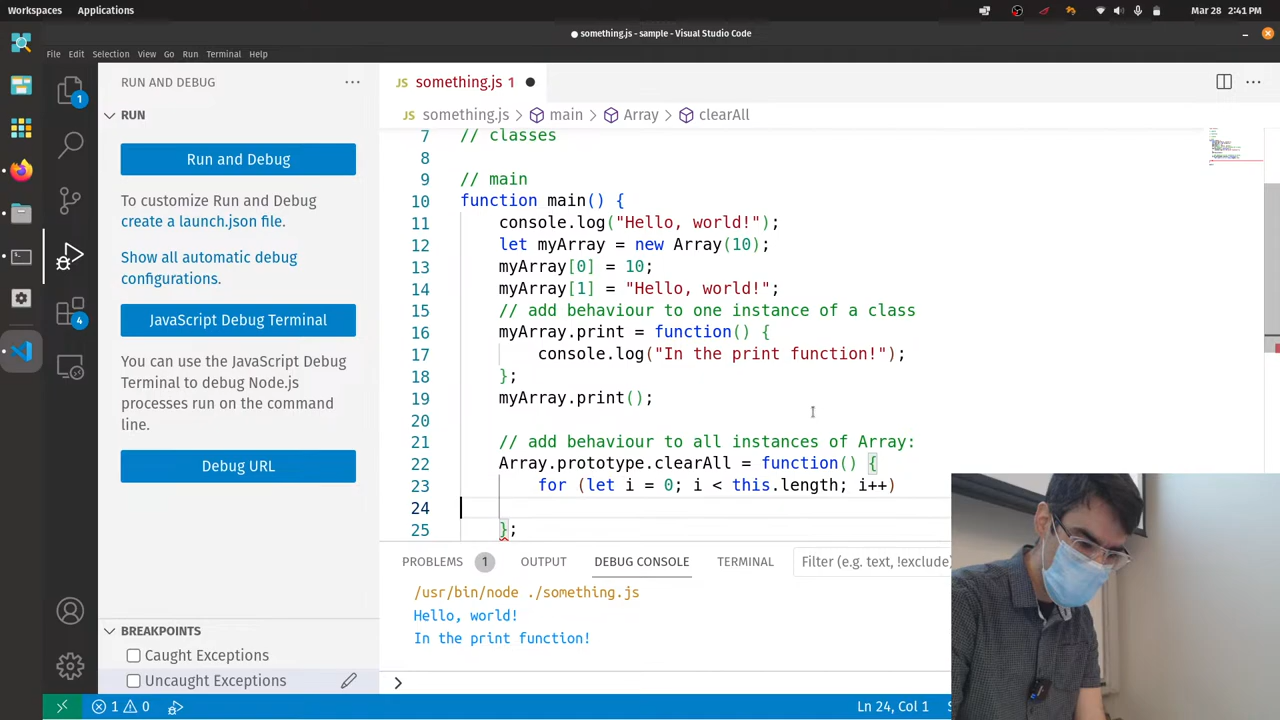 Workspaces Applications Mar 28 2:41 PM
● something.js - sample - Visual Studio Code
File Edit Selection View Go Run Terminal Help
RUN AND DEBUG
RUN
Run and Debug
To customize Run and Debug
create a launch.json file.
Show all automatic debug
configurations.
JavaScript Debug Terminal
You can use the JavaScript Debug
Terminal to debug Node.js
processes run on the command
line.
Debug URL
BREAKPOINTS
Caught Exceptions
Uncaught Exceptions
1
4
JS something.js 1 ●
JS something.js > main > Array > clearAll
7 // classes
8
9 // main
10 function main() {
11 console.log("Hello, world!");
12 let myArray = new Array(10);
13 myArray[0] = 10;
14 myArray[1] = "Hello, world!";
15 // add behaviour to one instance of a class
16 myArray.print = function() {
17 console.log("In the print function!");
18 };
19 myArray.print();
20
21 // add behaviour to all instances of Array:
22 Array.prototype.clearAll = function() {
23 for (let i = 0; i < this.length; i++)
24
25 };
PROBLEMS 1 OUTPUT DEBUG CONSOLE TERMINAL Filter (e.g. text, !exclude)
/usr/bin/node ./something.js
Hello, world!
In the print function!
>
1 0 Ln 24, Col 1